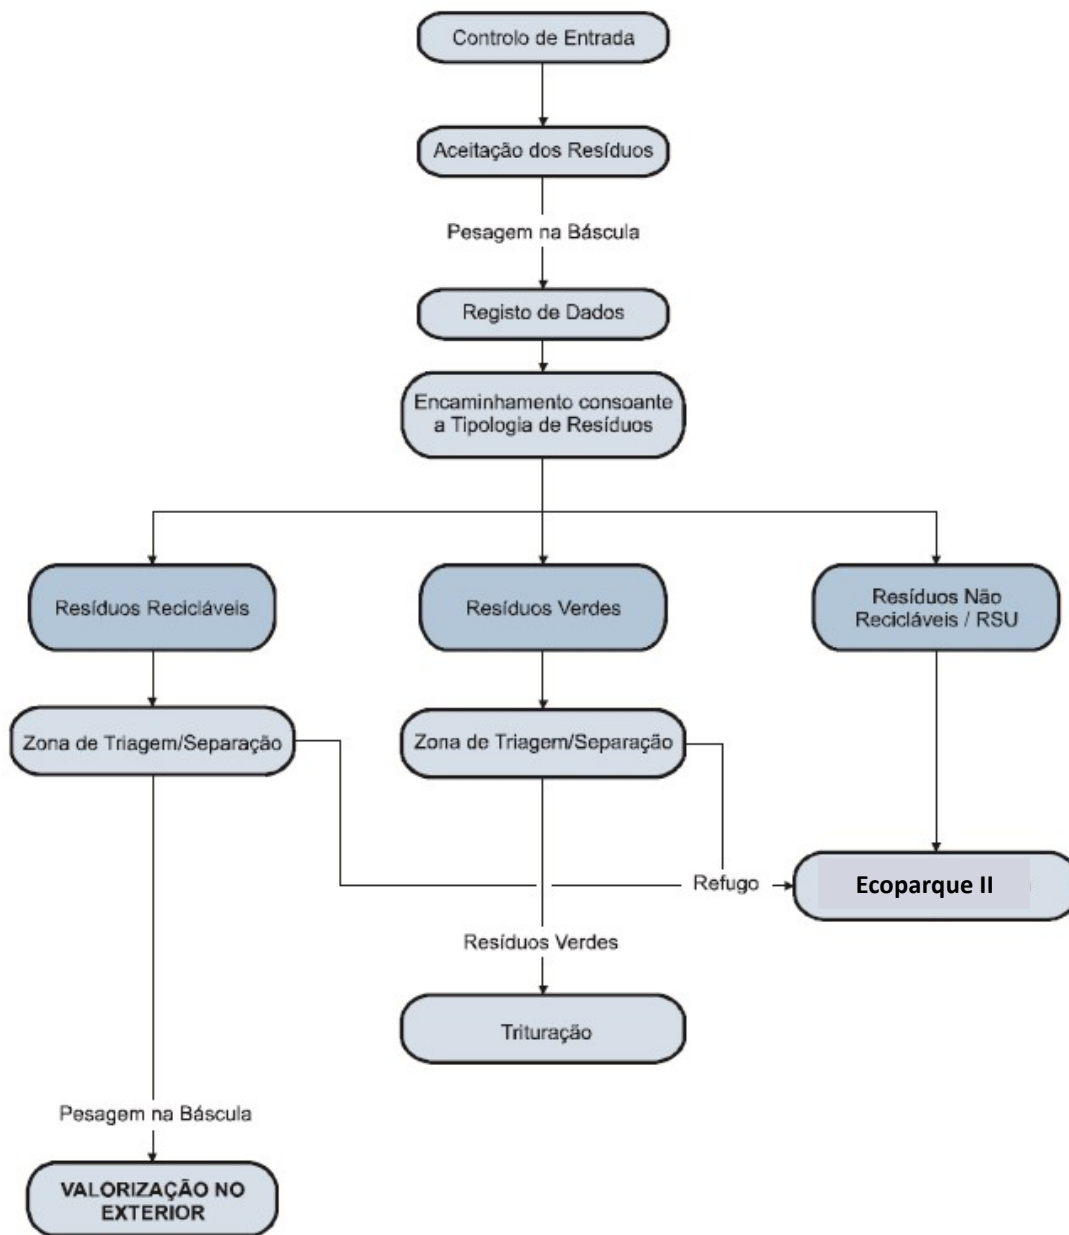 Controlo de Entrada
Aceitação dos Resíduos
Pesagem na Báscula
Registo de Dados
Encaminhamento consoante
a Tipologia de Resíduos
Resíduos Recicláveis
Resíduos Verdes
Resíduos Não
Recicláveis / RSU
Zona de Triagem/Separação
Zona de Triagem/Separação
Refugo
Ecoparque II
Resíduos Verdes
Trituração
Pesagem na Báscula
VALORIZAÇÃO NO
EXTERIOR